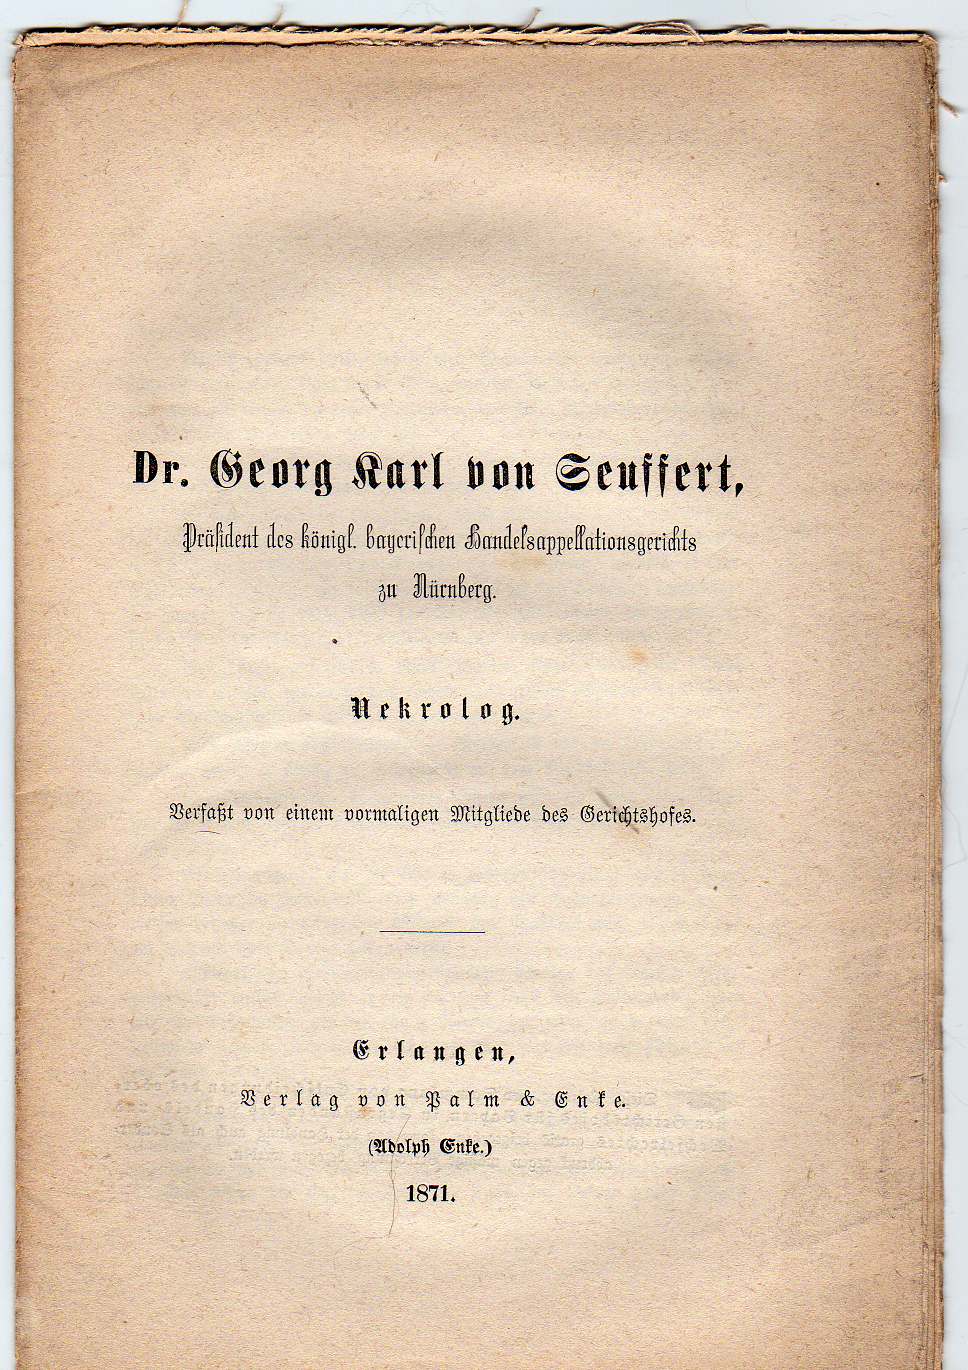 Dr. Georg Karl von Seuffert,
Präsident des königl. bayerischen Handelsappellationsgerichts
zu Nürnberg.
Nekrolog.
Verfaßt von einem vormaligen Mitgliede des Gerichtshofes.
Erlangen,
Verlag von Palm & Enke.
(Adolph Enke.)
1871.